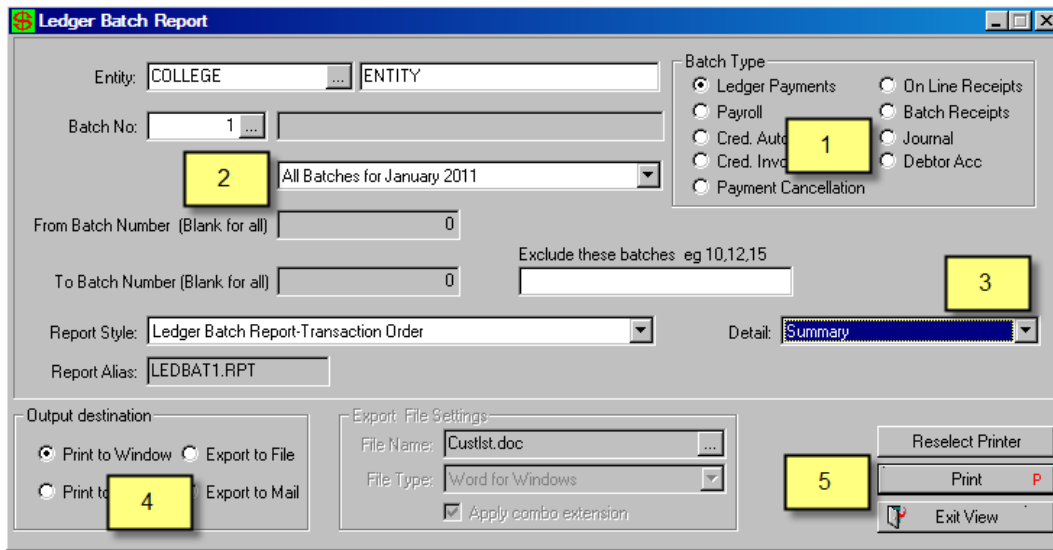 Ledger Batch Report
Entity: COLLEGE ... ENTITY
Batch No: 1 ...
2
All Batches for January 2011
From Batch Number (Blank for all) 0
To Batch Number (Blank for all) 0
Exclude these batches eg 10,12,15
Batch Type
Ledger Payments On Line Receipts
Payroll Batch Receipts
Cred. Journal
Cred. Debtor Acc
Payment Cancellation
1
3
Report Style: Ledger Batch Report-Transaction Order
Detail: Summary
Report Alias: LEDBAT1.RPT
Output destination
Print to Window Export to File
Print Export to Mail
4
Export File Settings
File Name: Custlst.doc ...
File Type: Word for Windows
Apply combo extension
Reselect Printer
5
Print P
Exit View